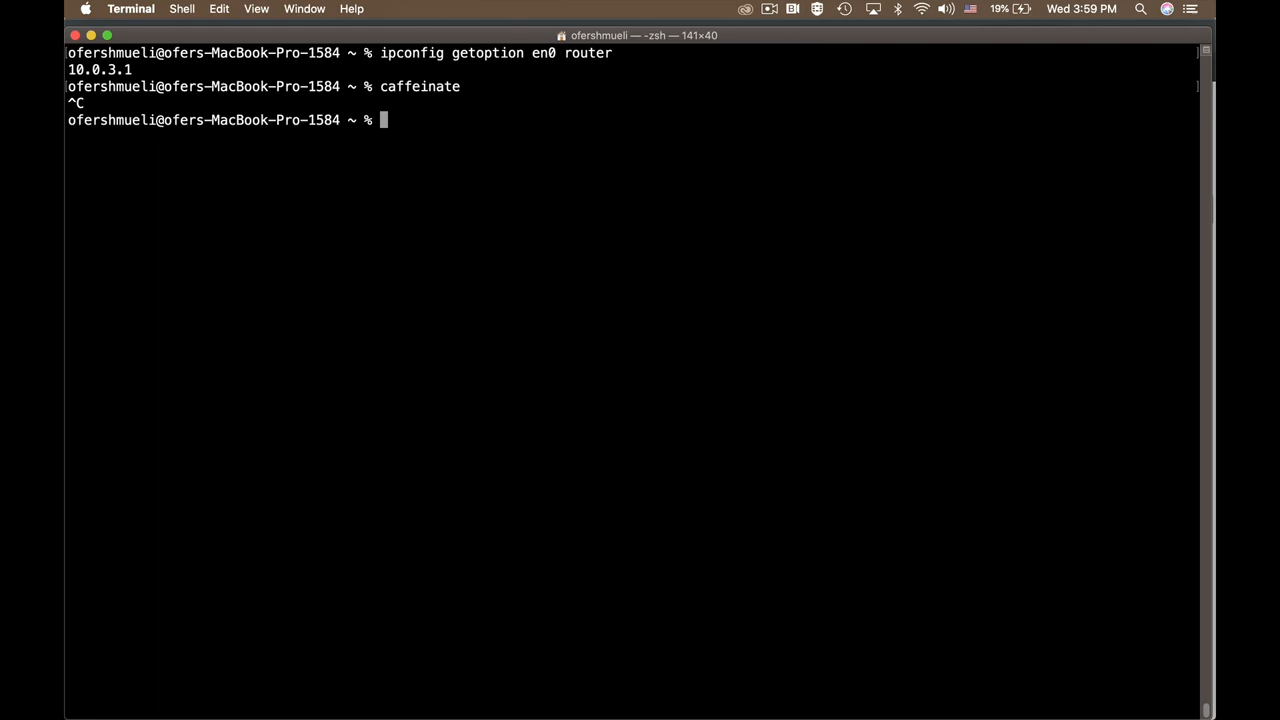 Terminal Shell Edit View Window Help 19% Wed 3:59 PM
ofershmueli — -zsh — 141×40
ofershmueli@ofers-MacBook-Pro-1584 ~ % ipconfig getoption en0 router
10.0.3.1
ofershmueli@ofers-MacBook-Pro-1584 ~ % caffeinate
^C
ofershmueli@ofers-MacBook-Pro-1584 ~ %